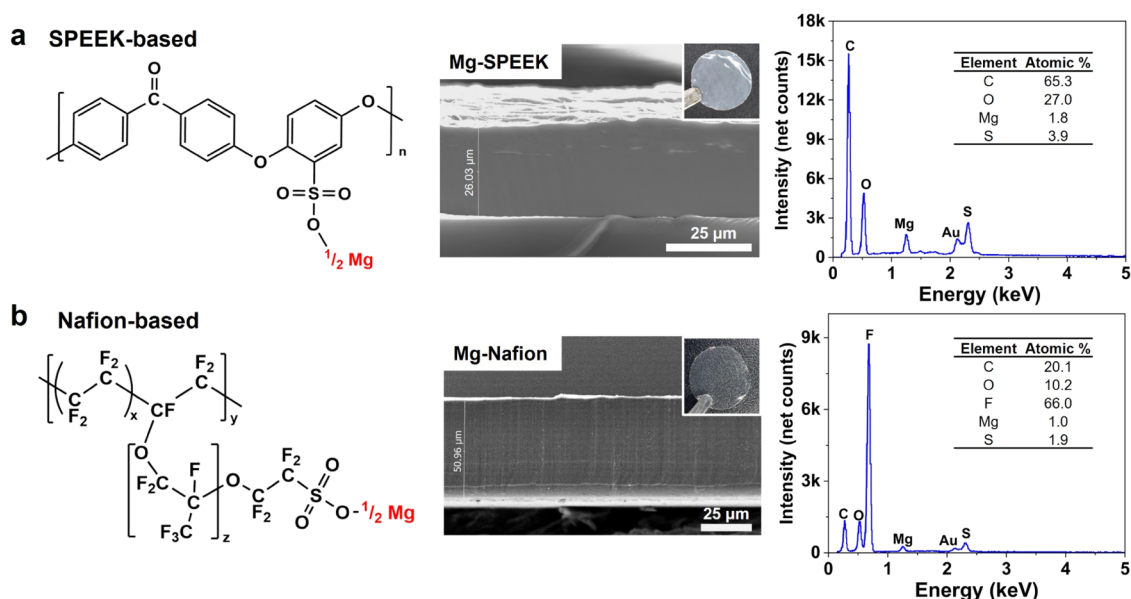 a SPEEK-based
O
O
O
n
O=S=O
O
1/2 Mg
Mg-SPEEK
26.03 µm
25 µm
Intensity (net counts)
18k
15k
12k
9k
6k
3k
0
C
O
Mg
Au
S
Element Atomic %
C 65.3
O 27.0
Mg 1.8
S 3.9
0 1 2 3 4 5
Energy (keV)
b Nafion-based
F2
C
C
F2
x
CF
F2
C
y
O
F2C
F
C
F3C
z
O
C
F2
F2
C
O
S
O
O-1/2 Mg
Mg-Nafion
50.96 µm
25 µm
Intensity (net counts)
9k
6k
3k
0
C
O
F
Mg
Au
S
Element Atomic %
C 20.1
O 10.2
F 66.0
Mg 1.0
S 1.9
0 1 2 3 4 5
Energy (keV)